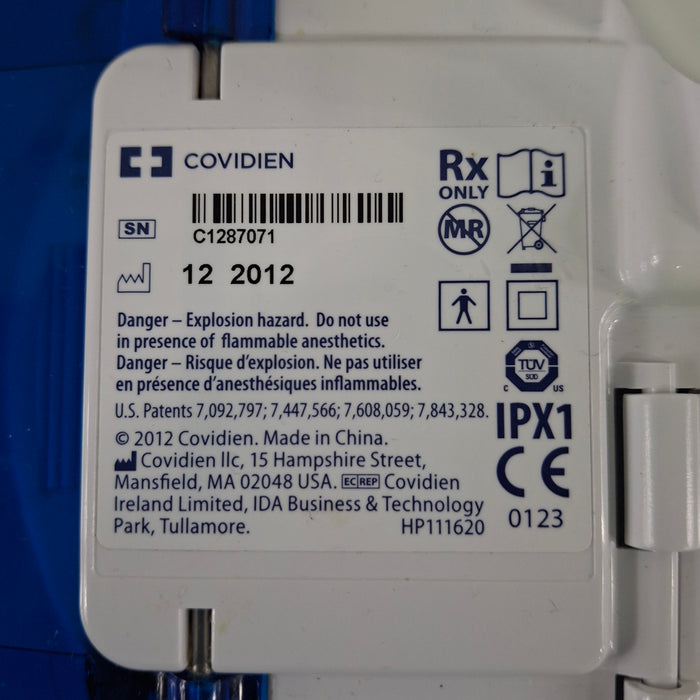 COVIDIEN
Rx
ONLY
i
SN
C1287071
MR
12 2012
Danger – Explosion hazard. Do not use
in presence of flammable anesthetics.
Danger – Risque d'explosion. Ne pas utiliser
en présence d'anesthésiques inflammables.
TÜV
SÜD
C US
U.S. Patents 7,092,797; 7,447,566; 7,608,059; 7,843,328.
IPX1
© 2012 Covidien. Made in China.
Covidien llc, 15 Hampshire Street,
Mansfield, MA 02048 USA. EC REP Covidien
Ireland Limited, IDA Business & Technology
Park, Tullamore. HP111620
CE
0123